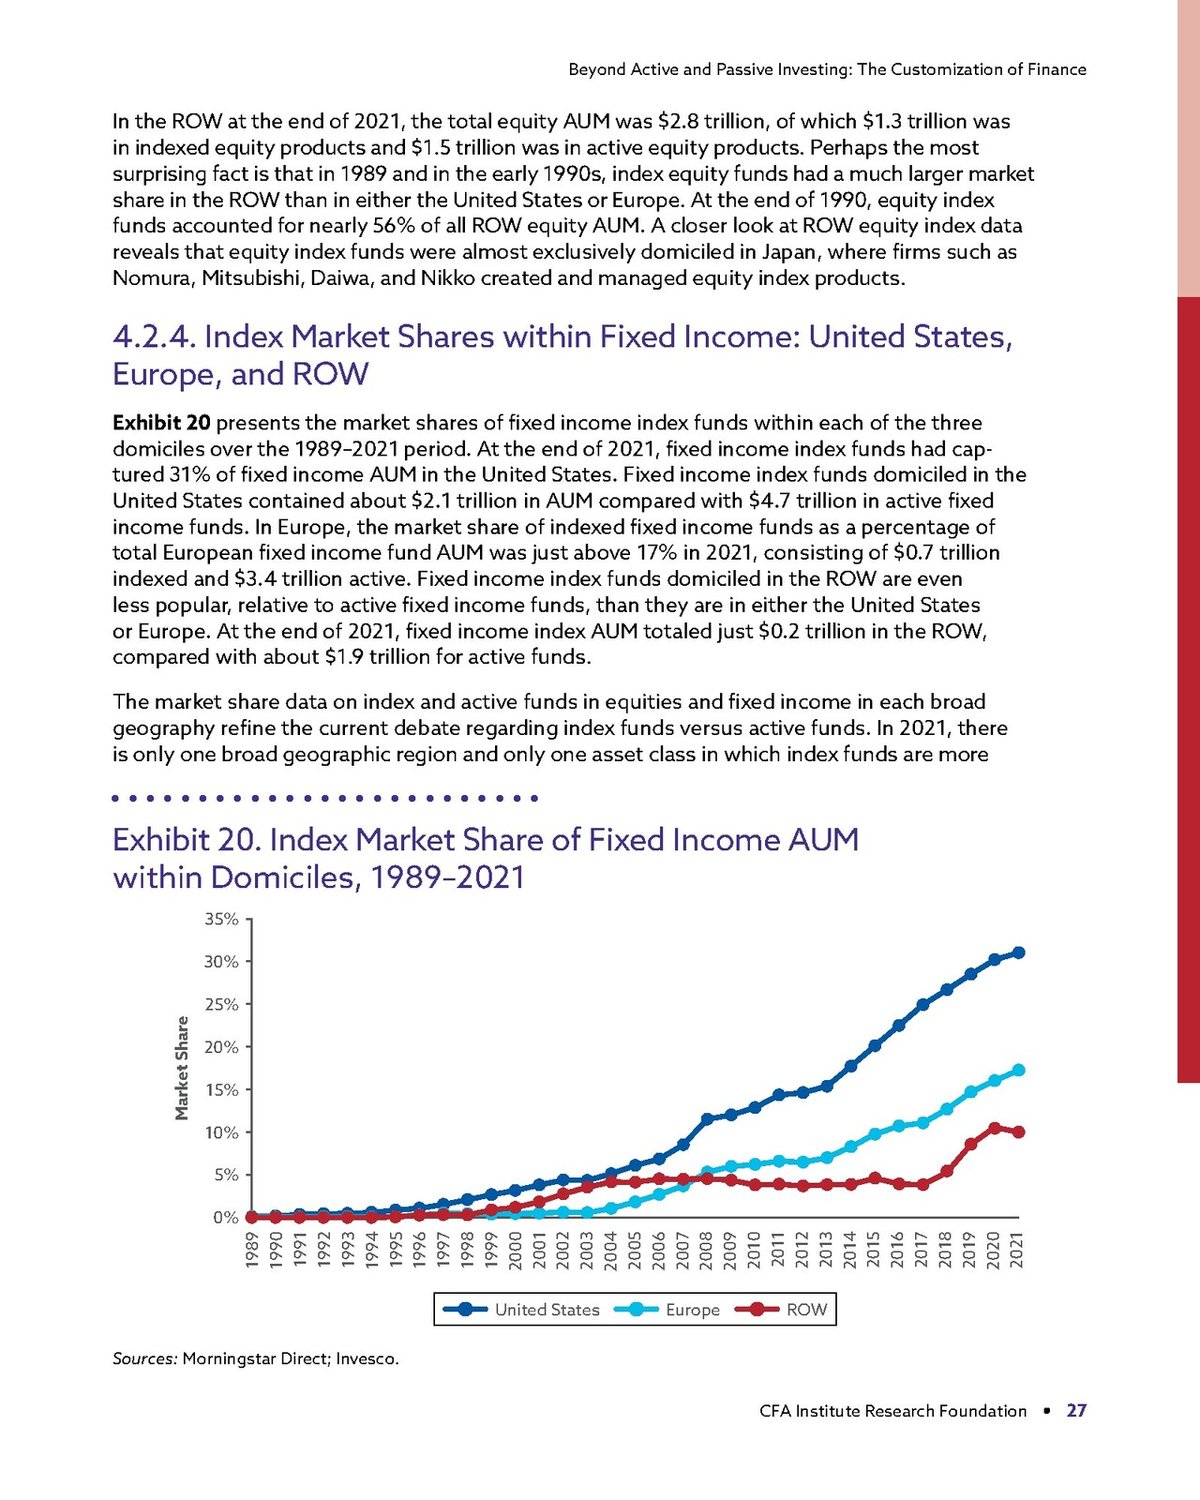 Beyond Active and Passive Investing: The Customization of Finance
In the ROW at the end of 2021, the total equity AUM was $2.8 trillion, of which $1.3 trillion was
in indexed equity products and $1.5 trillion was in active equity products. Perhaps the most
surprising fact is that in 1989 and in the early 1990s, index equity funds had a much larger market
share in the ROW than in either the United States or Europe. At the end of 1990, equity index
funds accounted for nearly 56% of all ROW equity AUM. A closer look at ROW equity index data
reveals that equity index funds were almost exclusively domiciled in Japan, where firms such as
Nomura, Mitsubishi, Daiwa, and Nikko created and managed equity index products.
4.2.4. Index Market Shares within Fixed Income: United States,
Europe, and ROW
Exhibit 20 presents the market shares of fixed income index funds within each of the three
domiciles over the 1989–2021 period. At the end of 2021, fixed income index funds had cap-
tured 31% of fixed income AUM in the United States. Fixed income index funds domiciled in the
United States contained about $2.1 trillion in AUM compared with $4.7 trillion in active fixed
income funds. In Europe, the market share of indexed fixed income funds as a percentage of
total European fixed income fund AUM was just above 17% in 2021, consisting of $0.7 trillion
indexed and $3.4 trillion active. Fixed income index funds domiciled in the ROW are even
less popular, relative to active fixed income funds, than they are in either the United States
or Europe. At the end of 2021, fixed income index AUM totaled just $0.2 trillion in the ROW,
compared with about $1.9 trillion for active funds.
The market share data on index and active funds in equities and fixed income in each broad
geography refine the current debate regarding index funds versus active funds. In 2021, there
is only one broad geographic region and only one asset class in which index funds are more
Exhibit 20. Index Market Share of Fixed Income AUM
within Domiciles, 1989–2021
Market Share
35%
30%
25%
20%
15%
10%
5%
0%
1989 1990 1991 1992 1993 1994 1995 1996 1997 1998 1999 2000 2001 2002 2003 2004 2005 2006 2007 2008 2009 2010 2011 2012 2013 2014 2015 2016 2017 2018 2019 2020 2021
United States Europe ROW
Sources: Morningstar Direct; Invesco.
CFA Institute Research Foundation • 27